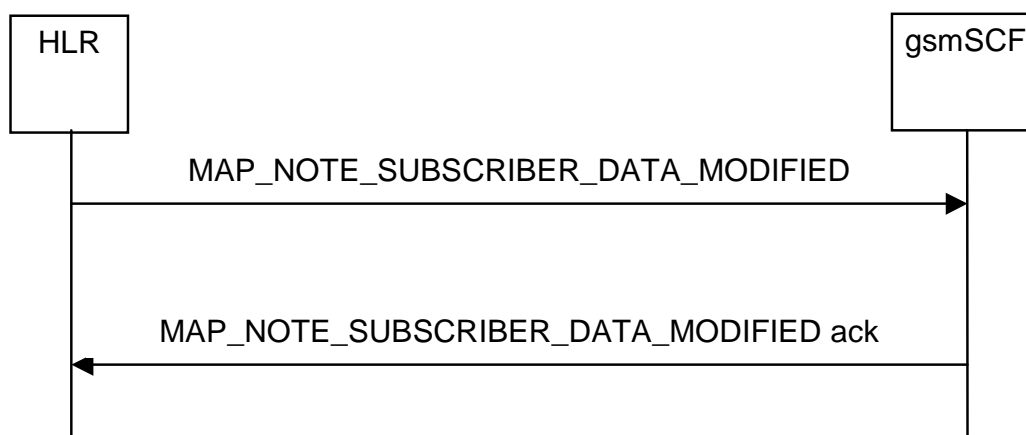 HLR
gsmSCF
MAP_NOTE_SUBSCRIBER_DATA_MODIFIED
MAP_NOTE_SUBSCRIBER_DATA_MODIFIED ack